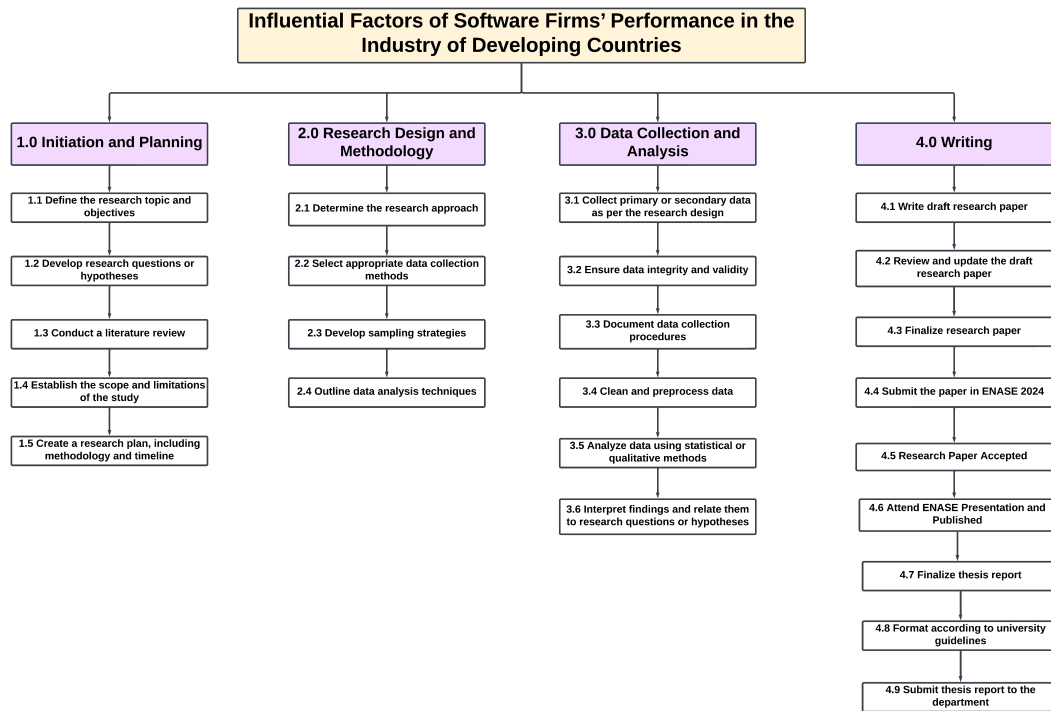 Influential Factors of Software Firms’ Performance in the
Industry of Developing Countries
1.0 Initiation and Planning
1.1 Define the research topic and
objectives
1.2 Develop research questions or
hypotheses
1.3 Conduct a literature review
1.4 Establish the scope and limitations
of the study
1.5 Create a research plan, including
methodology and timeline
2.0 Research Design and
Methodology
2.1 Determine the research approach
2.2 Select appropriate data collection
methods
2.3 Develop sampling strategies
2.4 Outline data analysis techniques
3.0 Data Collection and
Analysis
3.1 Collect primary or secondary data
as per the research design
3.2 Ensure data integrity and validity
3.3 Document data collection
procedures
3.4 Clean and preprocess data
3.5 Analyze data using statistical or
qualitative methods
3.6 Interpret findings and relate them
to research questions or hypotheses
4.0 Writing
4.1 Write draft research paper
4.2 Review and update the draft
research paper
4.3 Finalize research paper
4.4 Submit the paper in ENASE 2024
4.5 Research Paper Accepted
4.6 Attend ENASE Presentation and
Published
4.7 Finalize thesis report
4.8 Format according to university
guidelines
4.9 Submit thesis report to the
department